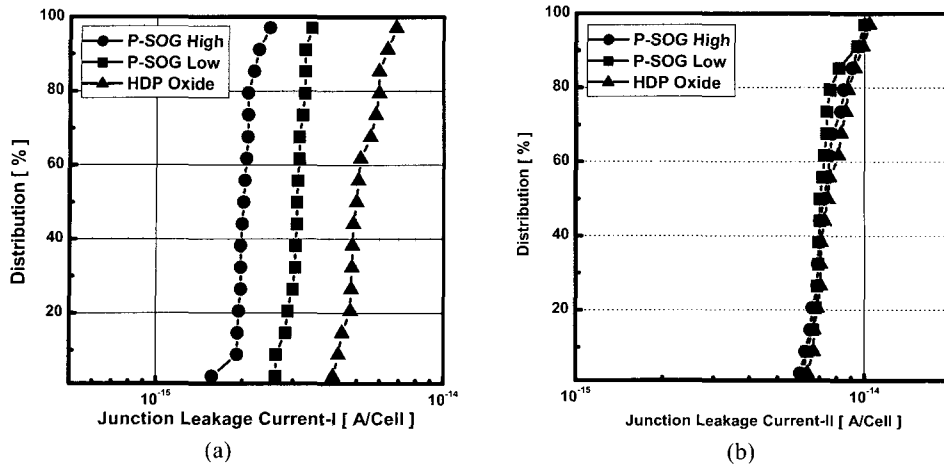 100
80
60
40
20
Distribution [ % ]
P-SOG High
P-SOG Low
HDP Oxide
10-15
10-14
Junction Leakage Current-I [ A/Cell ]
(a)
100
80
60
40
20
0
Distribution [ % ]
P-SOG High
P-SOG Low
HDP Oxide
10-15
10-14
Junction Leakage Current-II [ A/Cell ]
(b)